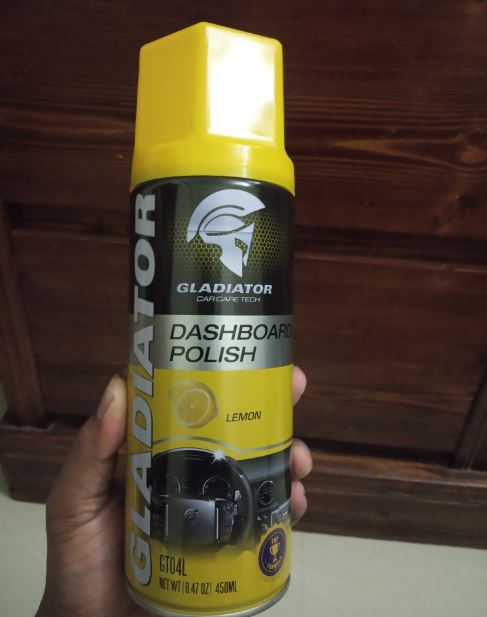 GLADIATOR
GLADIATOR
CAR CARE TECH
DASHBOARD
POLISH
LEMON
GT04L
NET WT (8.47 OZ) 450ML